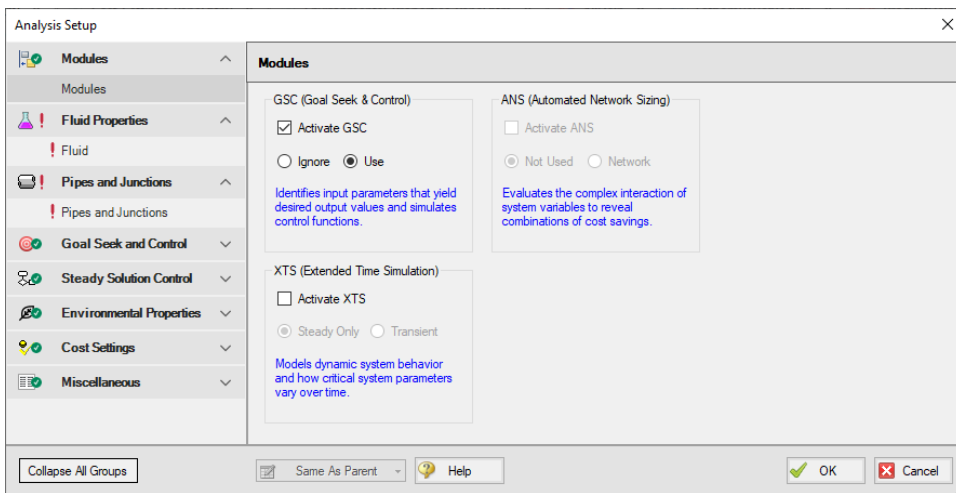 Analysis Setup
Modules
Modules
Fluid Properties
Fluid
Pipes and Junctions
Pipes and Junctions
Goal Seek and Control
Steady Solution Control
Environmental Properties
Cost Settings
Miscellaneous
Modules
GSC (Goal Seek & Control)
Activate GSC
Ignore Use
Identifies input parameters that yield
desired output values and simulates
control functions.
ANS (Automated Network Sizing)
Activate ANS
Not Used Network
Evaluates the complex interaction of
system variables to reveal
combinations of cost savings.
XTS (Extended Time Simulation)
Activate XTS
Steady Only Transient
Models dynamic system behavior
and how critical system parameters
vary over time.
Collapse All Groups
Same As Parent
Help
OK
Cancel